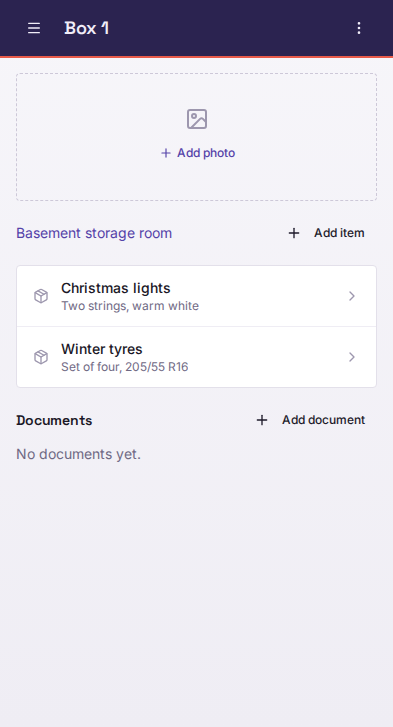 Box 1
Add photo
Basement storage room
Add item
Christmas lights
Two strings, warm white
Winter tyres
Set of four, 205/55 R16
Documents
Add document
No documents yet.